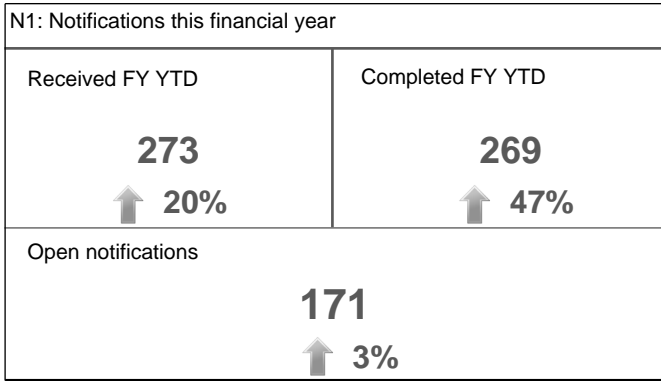 N1: Notifications this financial year
Received FY YTD
273
20%
Completed FY YTD
269
47%
Open notifications
171
3%